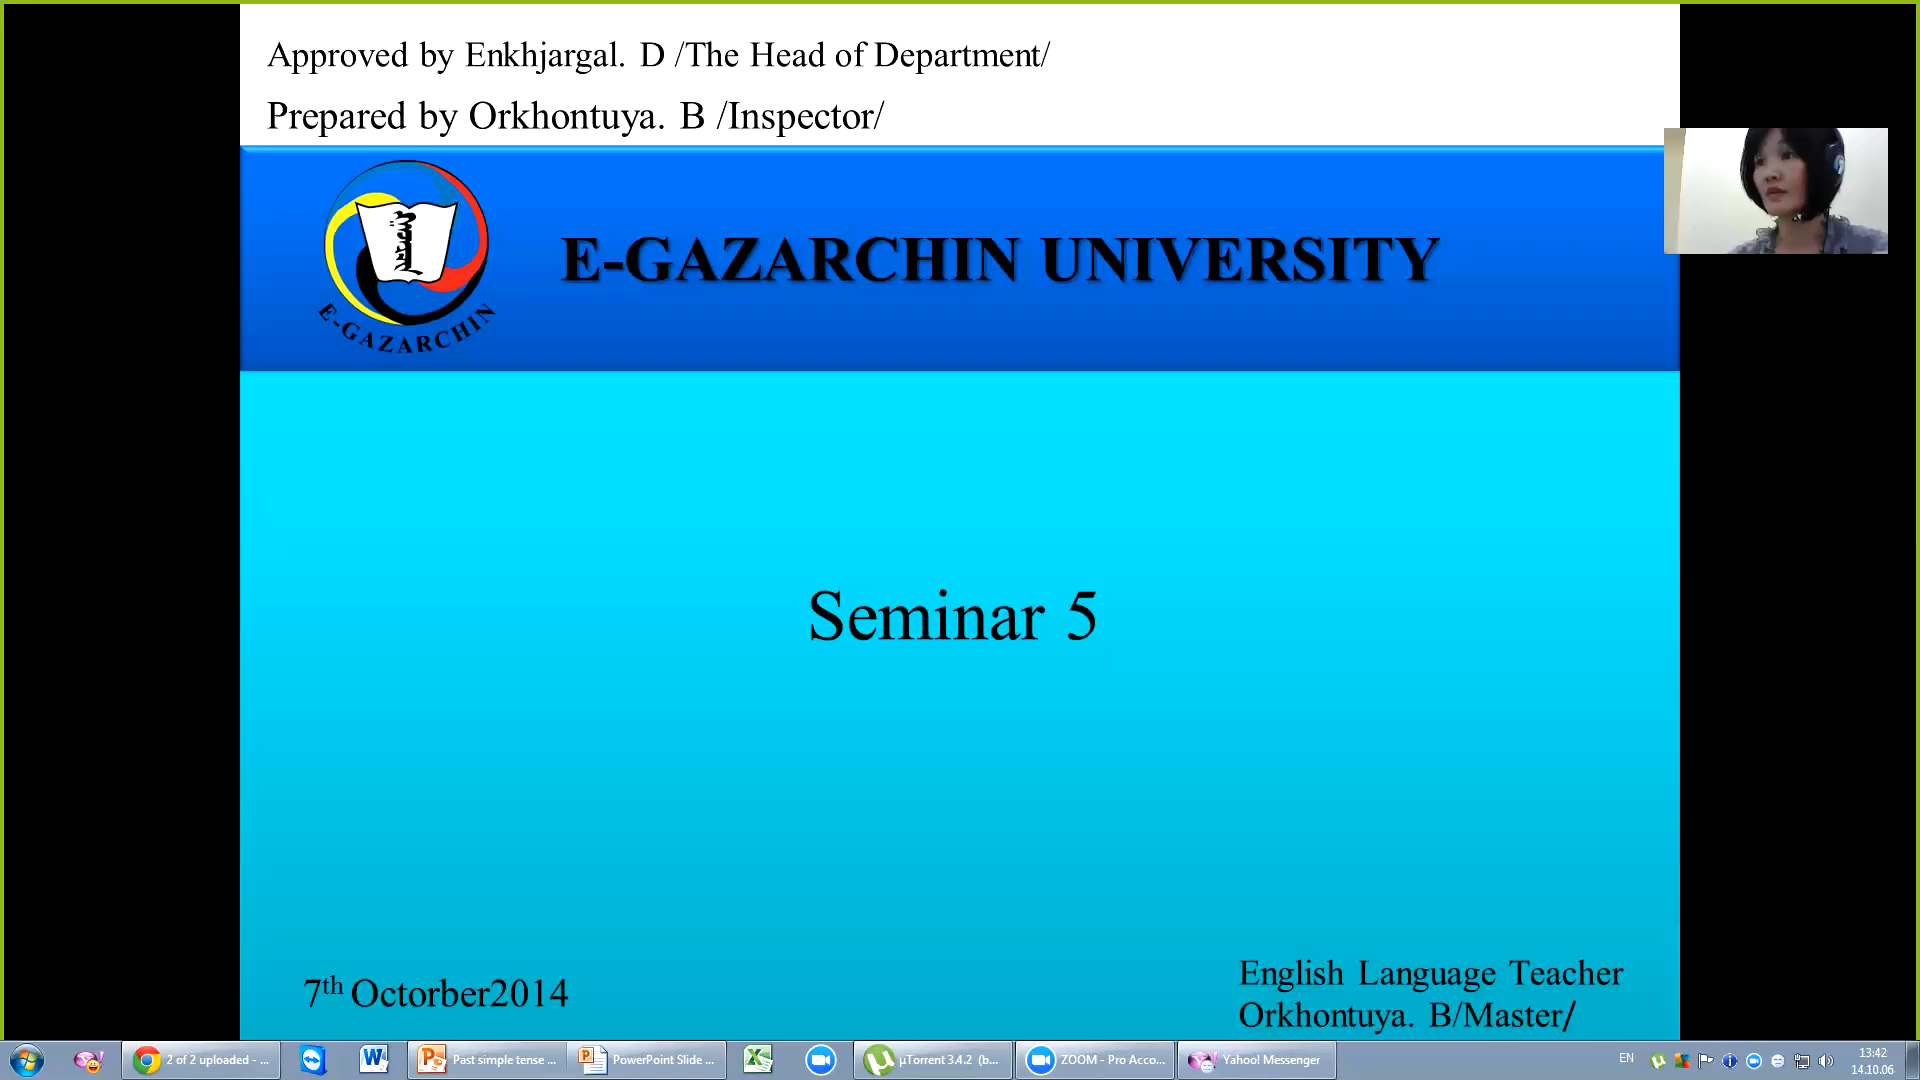 Approved by Enkhjargal. D /The Head of Department/
Prepared by Orkhontuya. B /Inspector/
E-GAZARCHIN
E-GAZARCHIN UNIVERSITY
Seminar 5
7th Octorber2014
English Language Teacher
Orkhontuya. B/Master/
2 of 2 uploaded - ...
Past simple tense ...
PowerPoint Slide ...
µTorrent 3.4.2 (b...
ZOOM - Pro Acco...
Yahoo! Messenger
EN
13:42
14.10.06